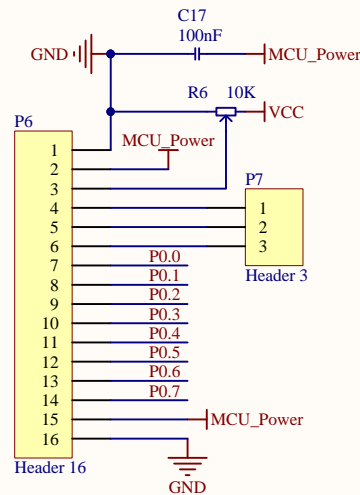 C17
100nF
GND
MCU_Power
R6 10K
VCC
P6
MCU_Power
P7
1
2
3
4
5
6
7
8
9
10
11
12
13
14
15
16
1
2
3
Header 3
P0.0
P0.1
P0.2
P0.3
P0.4
P0.5
P0.6
P0.7
MCU_Power
Header 16
GND